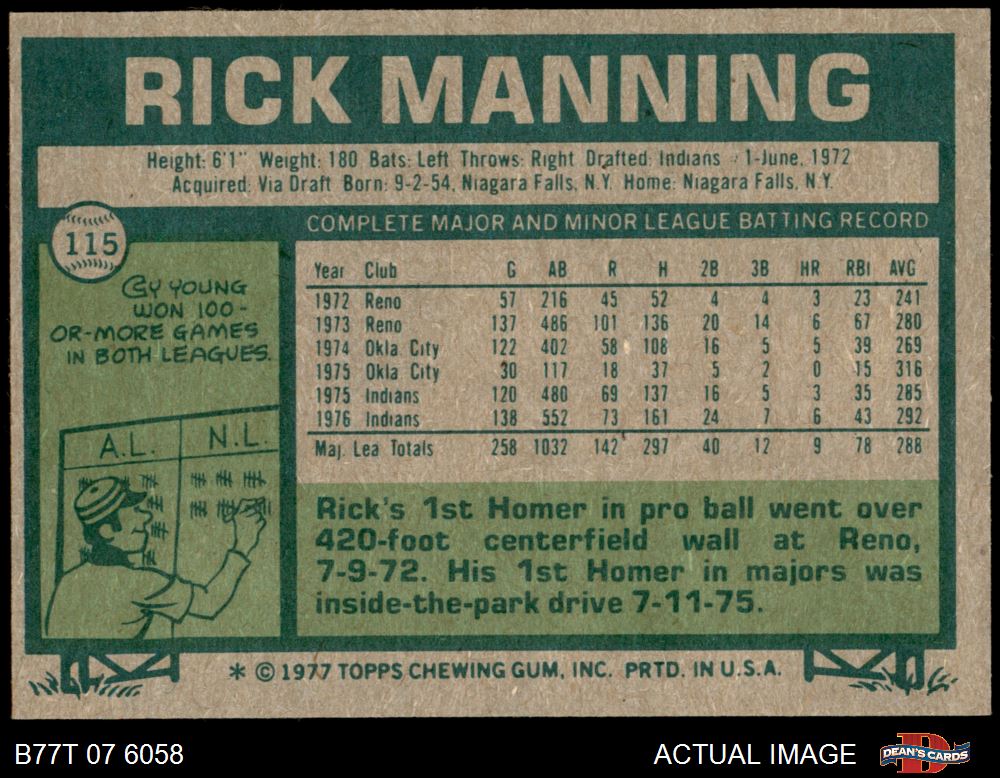 RICK MANNING
Height: 6'1" Weight: 180 Bats: Left Throws: Right Drafted: Indians #1-June, 1972
Acquired: Via Draft Born: 9-2-54, Niagara Falls, N.Y. Home: Niagara Falls, N.Y.
115
COMPLETE MAJOR AND MINOR LEAGUE BATTING RECORD
CY YOUNG
WON 100-
OR-MORE GAMES
IN BOTH LEAGUES.
A.L. N.L.
Year Club G AB R H 2B 3B HR RBI AVG
1972 Reno 57 216 45 52 4 4 3 23 241
1973 Reno 137 486 101 136 20 14 6 67 280
1974 Okla. City 122 402 58 108 16 5 5 39 269
1975 Okla. City 30 117 18 37 5 2 0 15 316
1975 Indians 120 480 69 137 16 5 3 35 285
1976 Indians 138 552 73 161 24 7 6 43 292
Maj. Lea Totals 258 1032 142 297 40 12 9 78 288
Rick's 1st Homer in pro ball went over
420-foot centerfield wall at Reno,
7-9-72. His 1st Homer in majors was
inside-the-park drive 7-11-75.
* © 1977 TOPPS CHEWING GUM, INC. PRTD. IN U.S.A.
B77T 07 6058 ACTUAL IMAGE
DEAN'S CARDS